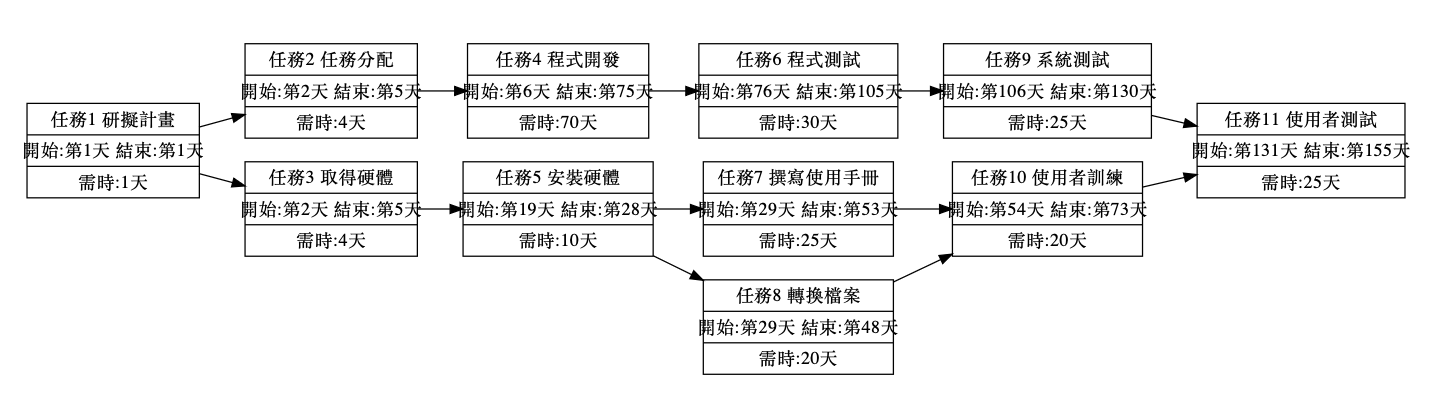 任務1 研擬計畫
開始:第1天 結束:第1天
需時:1天
任務2 任務分配
開始:第2天 結束:第5天
需時:4天
任務4 程式開發
開始:第6天 結束:第75天
需時:70天
任務6 程式測試
開始:第76天 結束:第105天
需時:30天
任務9 系統測試
開始:第106天 結束:第130天
需時:25天
任務3 取得硬體
開始:第2天 結束:第5天
需時:4天
任務5 安裝硬體
開始:第19天 結束:第28天
需時:10天
任務7 撰寫使用手冊
開始:第29天 結束:第53天
需時:25天
任務8 轉換檔案
開始:第29天 結束:第48天
需時:20天
任務10 使用者訓練
開始:第54天 結束:第73天
需時:20天
任務11 使用者測試
開始:第131天 結束:第155天
需時:25天